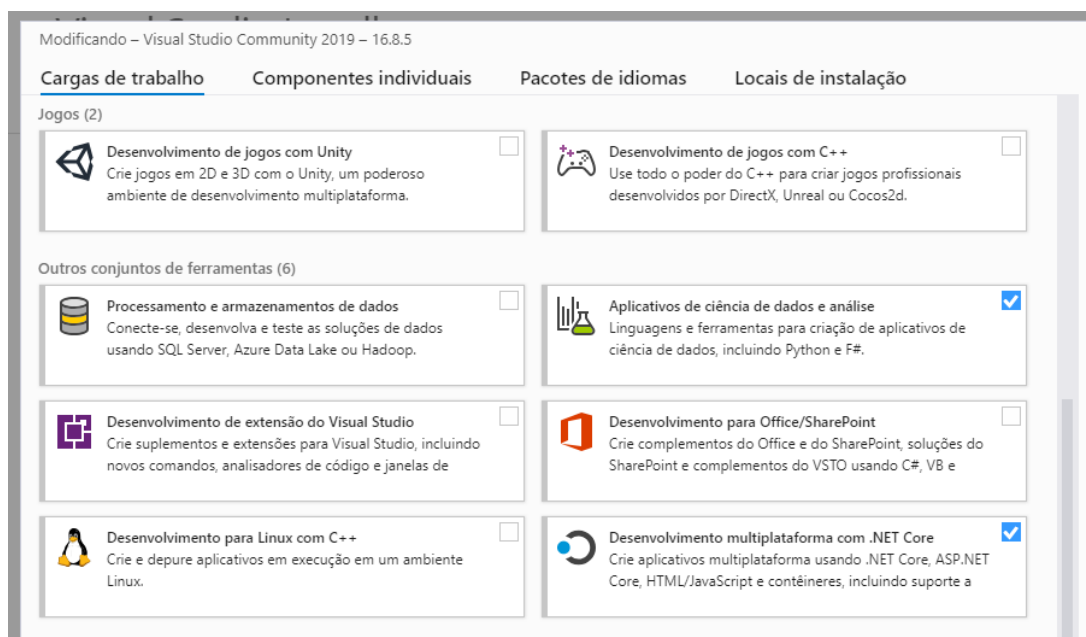 Modificando – Visual Studio Community 2019 – 16.8.5
Cargas de trabalho Componentes individuais Pacotes de idiomas Locais de instalação
Jogos (2)
Desenvolvimento de jogos com Unity
Crie jogos em 2D e 3D com o Unity, um poderoso
ambiente de desenvolvimento multiplataforma.
Desenvolvimento de jogos com C++
Use todo o poder do C++ para criar jogos profissionais
desenvolvidos por DirectX, Unreal ou Cocos2d.
Outros conjuntos de ferramentas (6)
Processamento e armazenamentos de dados
Conecte-se, desenvolva e teste as soluções de dados
usando SQL Server, Azure Data Lake ou Hadoop.
Aplicativos de ciência de dados e análise
Linguagens e ferramentas para criação de aplicativos de
ciência de dados, incluindo Python e F#.
Desenvolvimento de extensão do Visual Studio
Crie suplementos e extensões para Visual Studio, incluindo
novos comandos, analisadores de código e janelas de
Desenvolvimento para Office/SharePoint
Crie complementos do Office e do SharePoint, soluções do
SharePoint e complementos do VSTO usando C#, VB e
Desenvolvimento para Linux com C++
Crie e depure aplicativos em execução em um ambiente
Linux.
Desenvolvimento multiplataforma com .NET Core
Crie aplicativos multiplataforma usando .NET Core, ASP.NET
Core, HTML/JavaScript e contêineres, incluindo suporte a